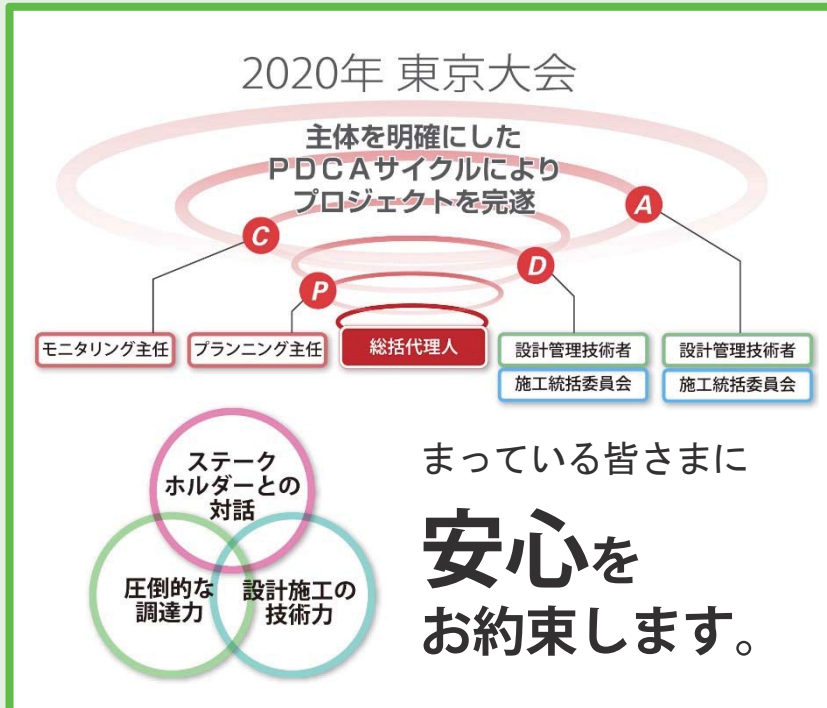 2020年 東京大会
主体を明確にした
PDCAサイクルにより
プロジェクトを完遂
A
C
D
P
モニタリング主任
プランニング主任
総括代理人
設計管理技術者
設計管理技術者
施工統括委員会
施工統括委員会
ステーク
ホルダーとの
対話
圧倒的な
調達力
設計施工の
技術力
まっている皆さまに
安心を
お約束します。